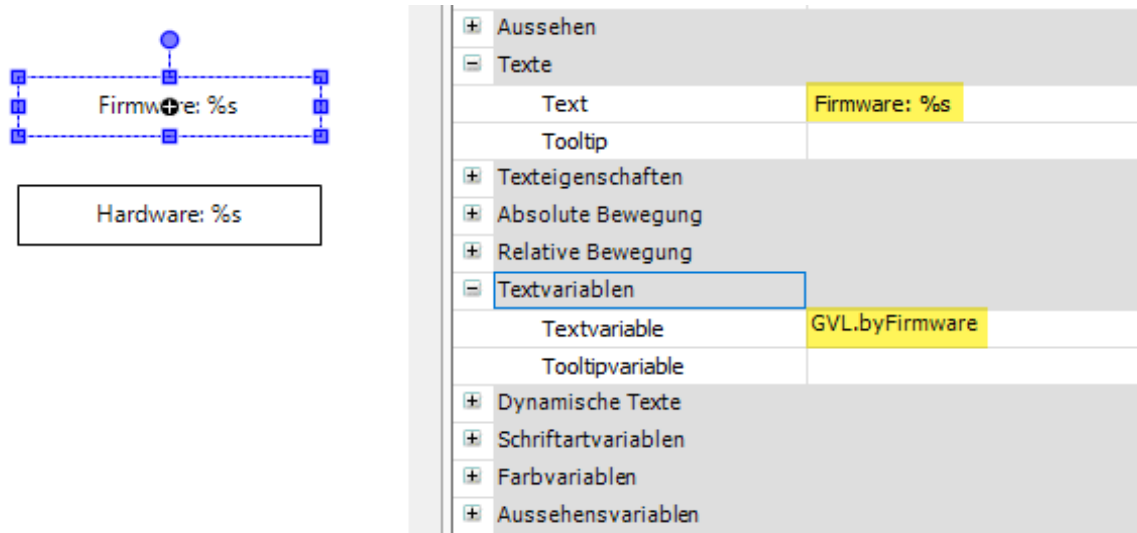 Firmware: %s
Hardware: %s
Aussehen
Texte
Text Firmware: %s
Tooltip
Texteigenschaften
Absolute Bewegung
Relative Bewegung
Textvariablen
Textvariable GVL.byFirmware
Tooltipvariable
Dynamische Texte
Schriftartvariablen
Farbvariablen
Aussehensvariablen